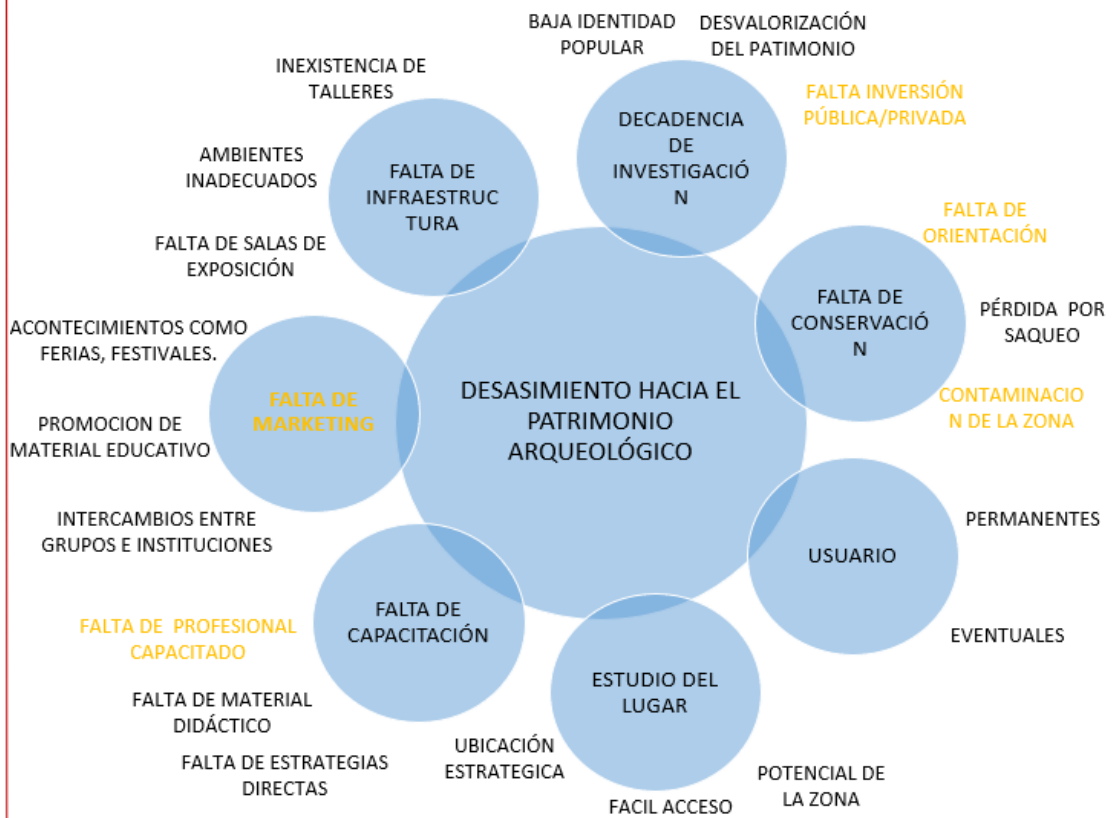 BAJA IDENTIDAD
POPULAR
DESVALORIZACIÓN
DEL PATIMONIO
FALTA INVERSIÓN
PÚBLICA/PRIVADA
DECADENCIA
DE
INVESTIGACIÓ
N
INEXISTENCIA DE
TALLERES
AMBIENTES
INADECUADOS
FALTA DE SALAS DE
EXPOSICIÓN
FALTA DE
INFRAESTRUC
TURA
FALTA DE
ORIENTACIÓN
PÉRDIDA POR
SAQUEO
CONTAMINACIO
N DE LA ZONA
FALTA DE
CONSERVACIÓ
N
ACONTECIMIENTOS COMO
FERIAS, FESTIVALES.
PROMOCION DE
MATERIAL EDUCATIVO
INTERCAMBIOS ENTRE
GRUPOS E INSTITUCIONES
FALTA DE
MARKETING
DESASIMIENTO HACIA EL
PATRIMONIO
ARQUEOLÓGICO
PERMANENTES
EVENTUALES
USUARIO
FALTA DE
CAPACITACIÓN
FALTA DE PROFESIONAL
CAPACITADO
FALTA DE MATERIAL
DIDÁCTICO
FALTA DE ESTRATEGIAS
DIRECTAS
ESTUDIO DEL
LUGAR
UBICACIÓN
ESTRATEGICA
FACIL ACCESO
POTENCIAL DE
LA ZONA